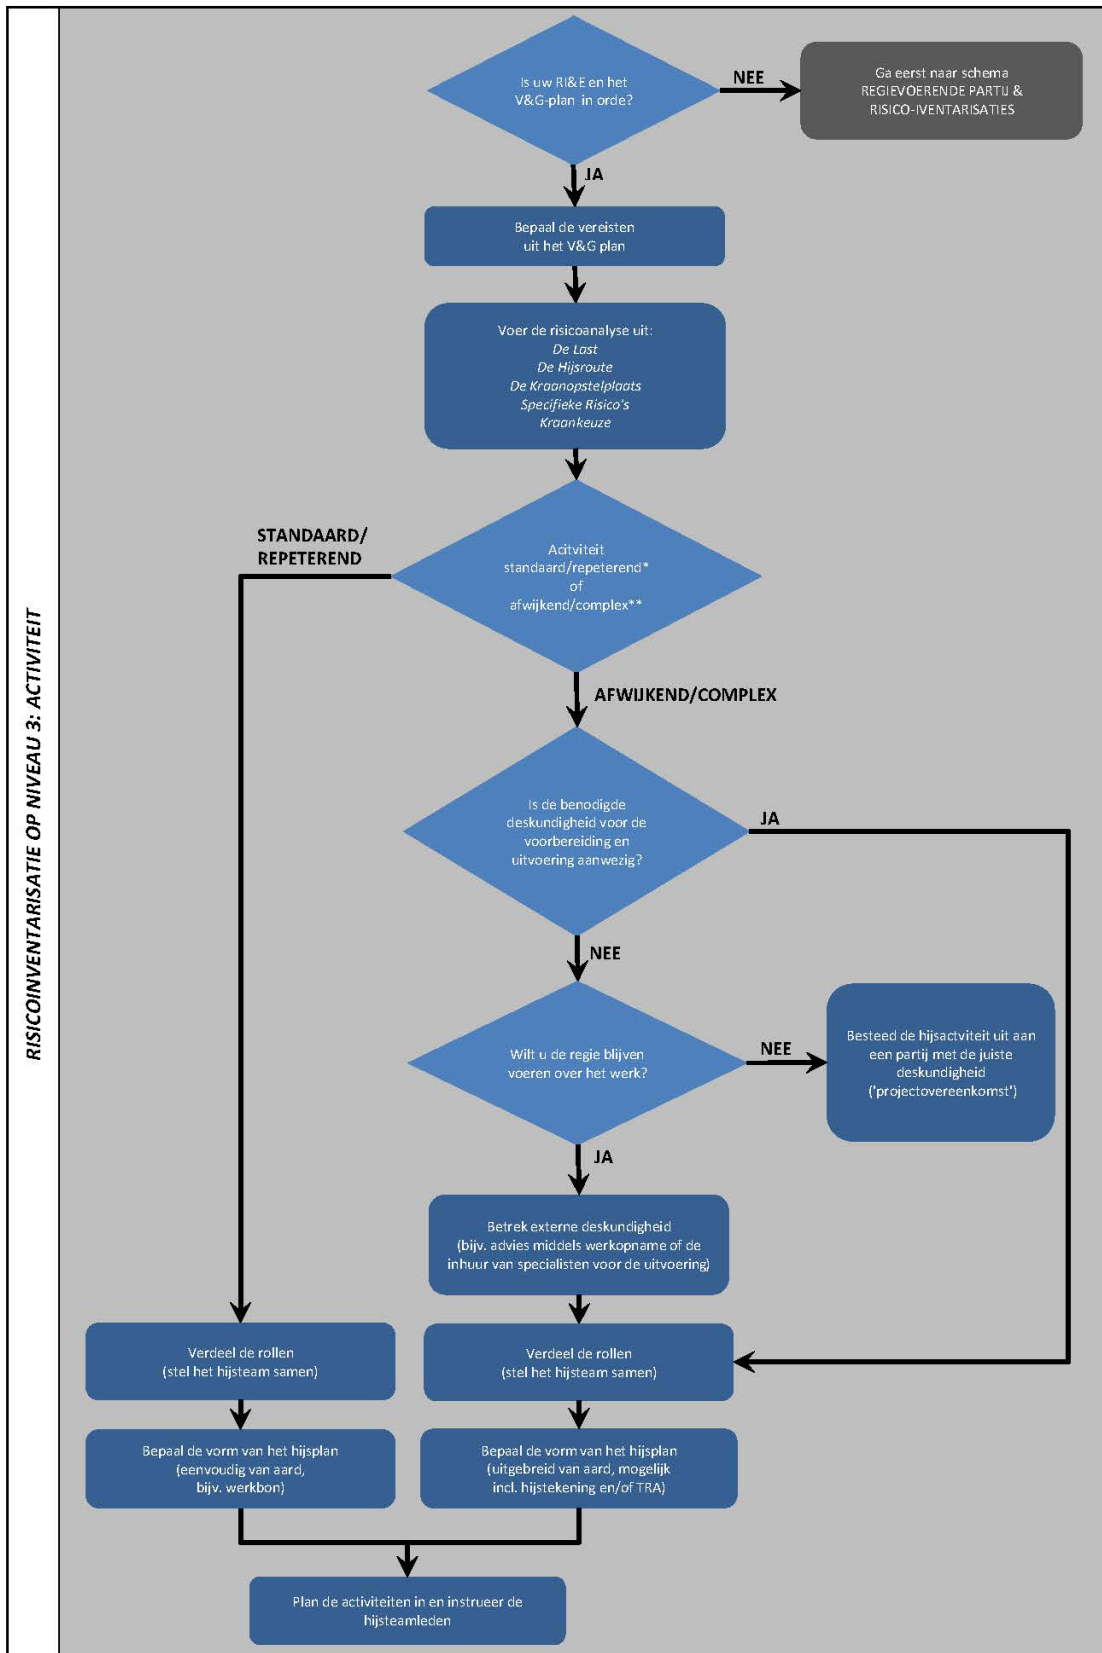 RISICOINVENTARISATIE OP NIVEAU 3: ACTIVITEIT
Is uw RI&E en het
V&G-plan in orde?
NEE
Ga eerst naar schema
REGIEVOERENDE PARTIJ &
RISICO-IVENTARISATIES
JA
Bepaal de vereisten
uit het V&G plan
Voer de risicoanalyse uit:
De Last
De Hijsroute
De Kraanopstelplaats
Specifieke Risico's
Kraankeuze
STANDAARD/
REPETEREND
Acitviteit
standaard/repeterend*
of
afwijkend/complex**
AFWIJKEND/COMPLEX
Is de benodigde
deskundigheid voor de
voorbereiding en
uitvoering aanwezig?
JA
NEE
Wilt u de regie blijven
voeren over het werk?
NEE
Besteed de hijsactviteit uit aan
een partij met de juiste
deskundigheid
('projectovereenkomst')
JA
Betrek externe deskundigheid
(bijv. advies middels werkopname of de
inhuur van specialisten voor de uitvoering)
Verdeel de rollen
(stel het hijsteam samen)
Verdeel de rollen
(stel het hijsteam samen)
Bepaal de vorm van het hijsplan
(eenvoudig van aard,
bijv. werkbon)
Bepaal de vorm van het hijsplan
(uitgebreid van aard, mogelijk
incl. hijstekening en/of TRA)
Plan de activiteiten in en instrueer de
hijsteamleden